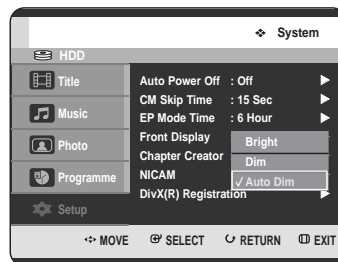 ❖ System
HDD
Title
Music
Photo
Programme
Setup
Auto Power Off : Off ▶
CM Skip Time : 15 Sec ▶
EP Mode Time : 6 Hour ▶
Front Display
Chapter Creator
NICAM
DivX(R) Registration ▶
Bright
Dim
✓ Auto Dim
MOVE SELECT RETURN EXIT